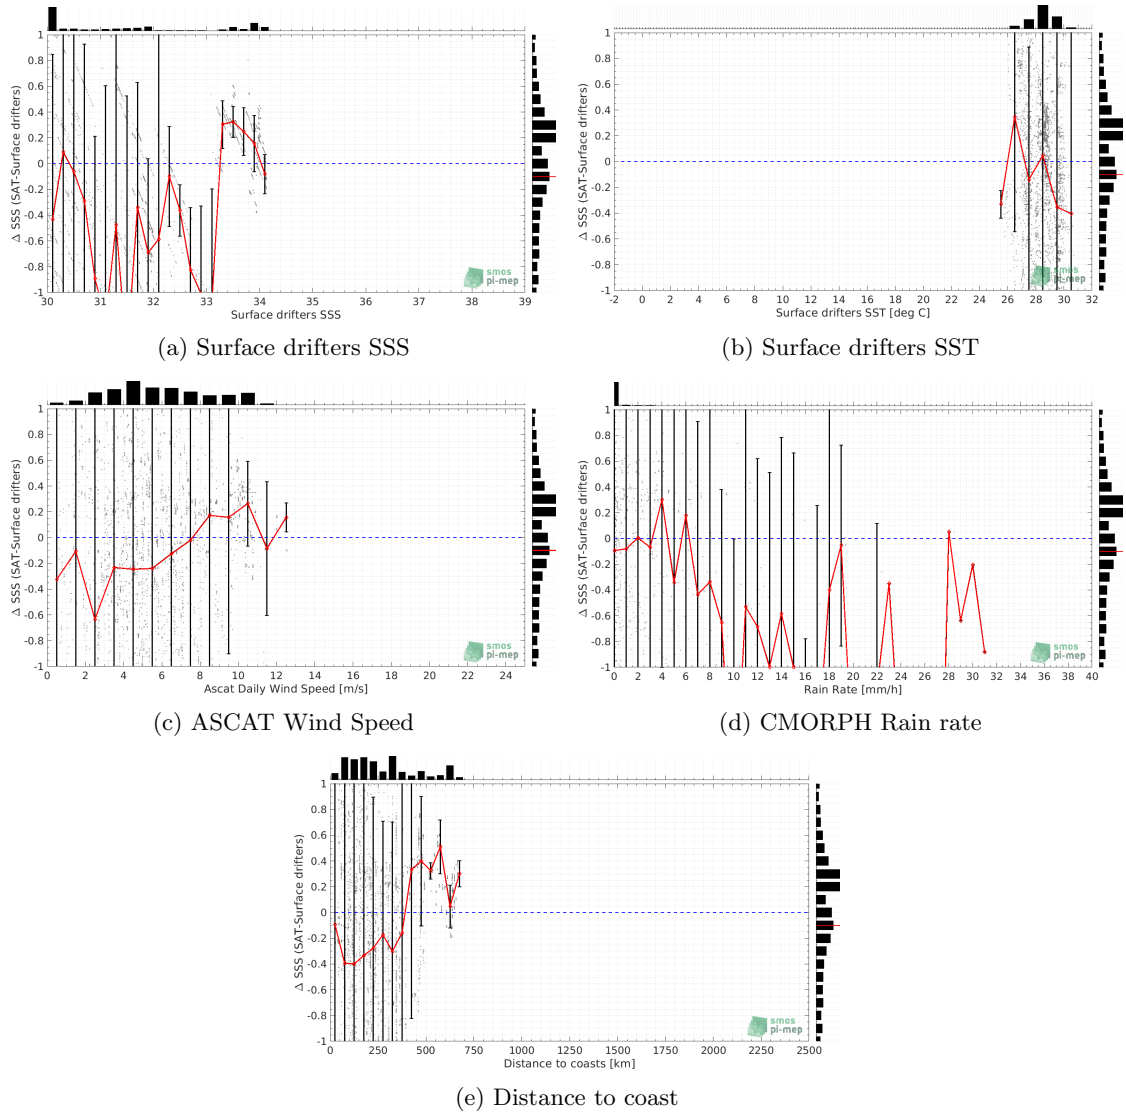 1
0.8
0.6
0.4
0.2
0
-0.2
-0.4
-0.6
-0.8
-1
Δ SSS (SAT-Surface drifters)
30 31 32 33 34 35 36 37 38 39
Surface drifters SSS
smos
pi-mep
(a) Surface drifters SSS
1
0.8
0.6
0.4
0.2
0
-0.2
-0.4
-0.6
-0.8
-1
Δ SSS (SAT-Surface drifters)
-2 0 2 4 6 8 10 12 14 16 18 20 22 24 26 28 30 32
Surface drifters SST [deg C]
smos
pi-mep
(b) Surface drifters SST
1
0.8
0.6
0.4
0.2
0
-0.2
-0.4
-0.6
-0.8
-1
Δ SSS (SAT-Surface drifters)
0 2 4 6 8 10 12 14 16 18 20 22 24
Ascat Daily Wind Speed [m/s]
smos
pi-mep
(c) ASCAT Wind Speed
1
0.8
0.6
0.4
0.2
0
-0.2
-0.4
-0.6
-0.8
-1
Δ SSS (SAT-Surface drifters)
0 2 4 6 8 10 12 14 16 18 20 22 24 26 28 30 32 34 36 38 40
Rain Rate [mm/h]
smos
pi-mep
(d) CMORPH Rain rate
1
0.8
0.6
0.4
0.2
0
-0.2
-0.4
-0.6
-0.8
-1
Δ SSS (SAT-Surface drifters)
0 250 500 750 1000 1250 1500 1750 2000 2250 2500
Distance to coasts [km]
smos
pi-mep
(e) Distance to coast